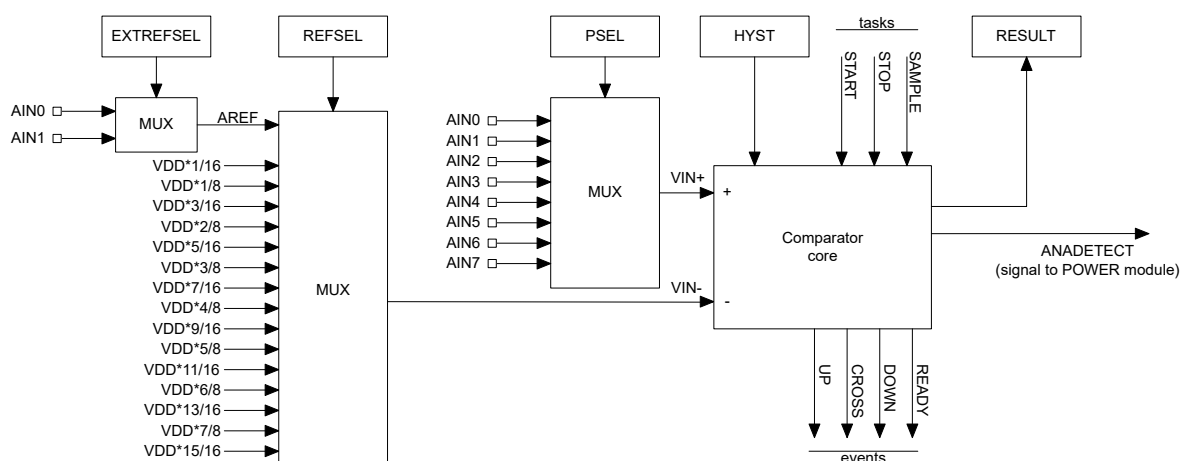 tasks
EXTREFSEL
REFSEL
PSEL
HYST
RESULT
START
STOP
SAMPLE
AIN0
AIN1
MUX
AREF
VDD*1/16
VDD*1/8
VDD*3/16
VDD*2/8
VDD*5/16
VDD*3/8
VDD*7/16
VDD*4/8
VDD*9/16
VDD*5/8
VDD*11/16
VDD*6/8
VDD*13/16
VDD*7/8
VDD*15/16
MUX
AIN0
AIN1
AIN2
AIN3
AIN4
AIN5
AIN6
AIN7
MUX
VIN+
VIN-
+
-
Comparator
core
ANADETECT
(signal to POWER module)
UP
CROSS
DOWN
READY
events